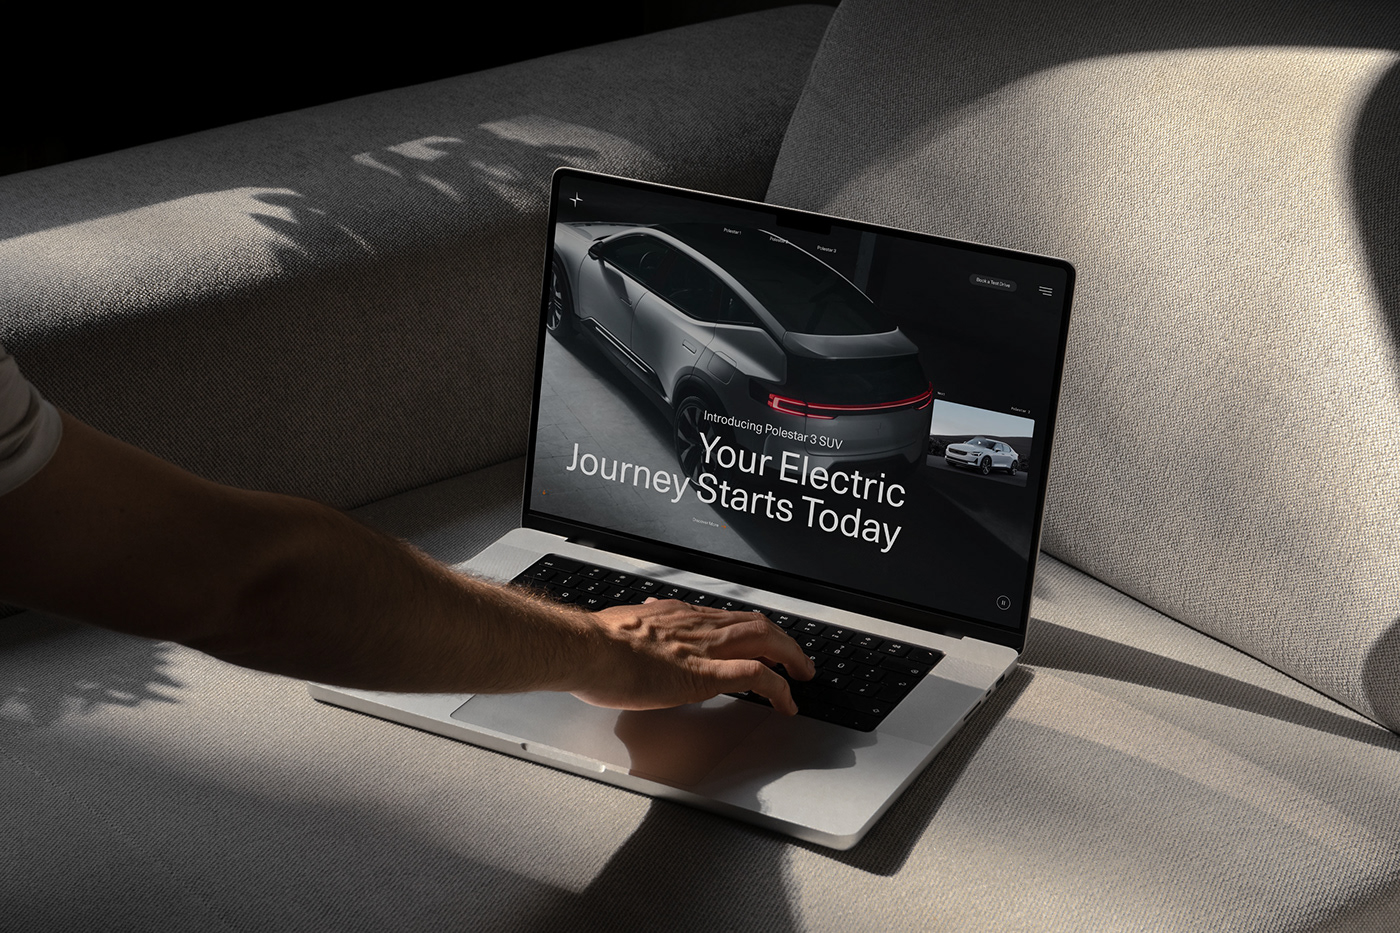 Polestar 1
Polestar 2
Polestar 3
Book a Test Drive
Polestar 2
Introducing Polestar 3 SUV
Your Electric
Journey Starts Today
Discover More
Q
W